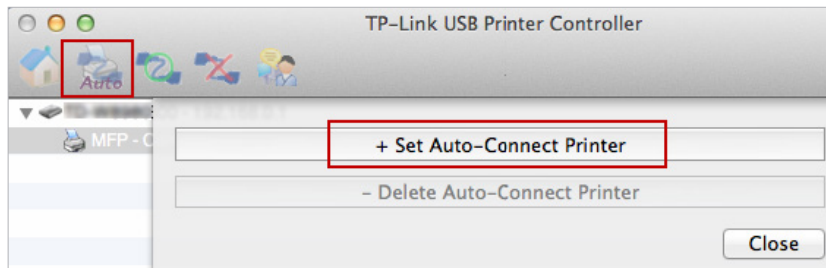 TP-Link USB Printer Controller
Auto
MFP - C
+ Set Auto-Connect Printer
- Delete Auto-Connect Printer
Close